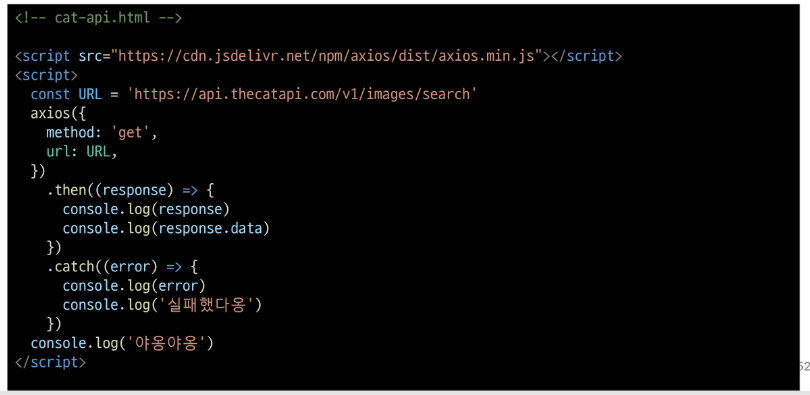 <!-- cat-api.html -->
<script src="https://cdn.jsdelivr.net/npm/axios/dist/axios.min.js"></script>
<script>
const URL = 'https://api.thecatapi.com/v1/images/search'
axios({
method: 'get',
url: URL,
})
.then((response) => {
console.log(response)
console.log(response.data)
})
.catch((error) => {
console.log(error)
console.log('실패했다옹')
})
console.log('야옹야옹')
</script>
52